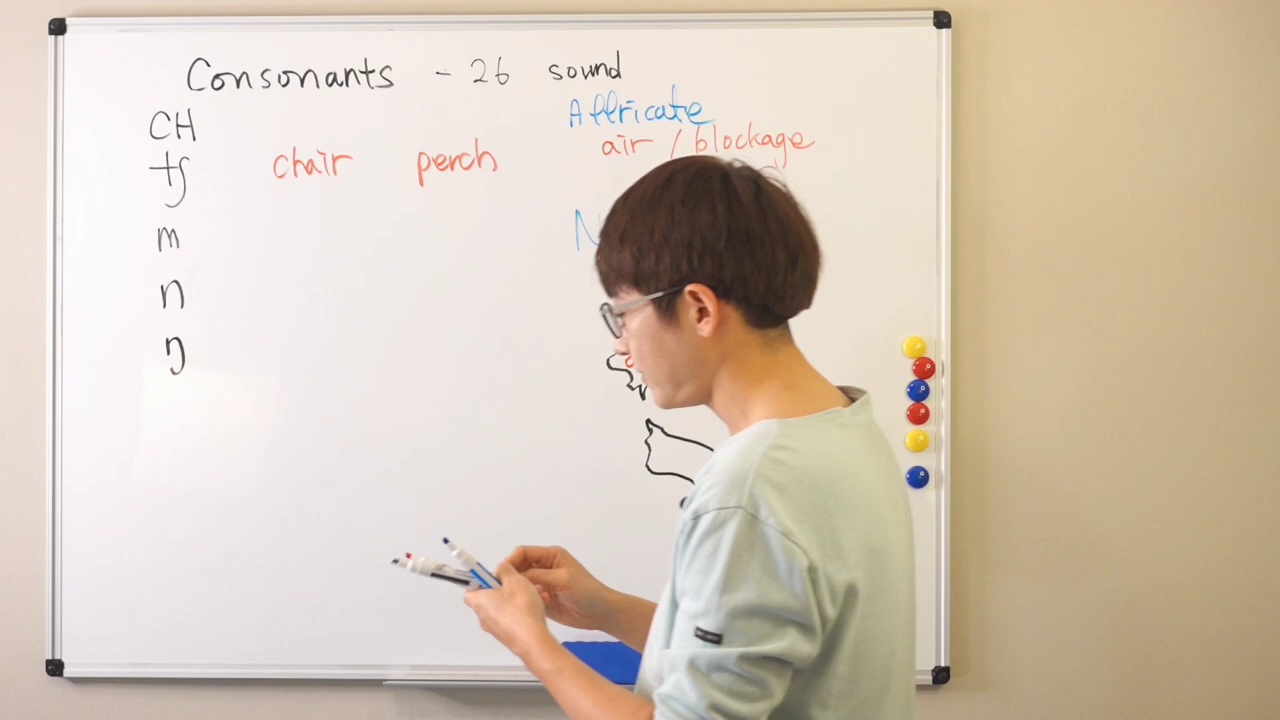 Consonants - 26 sound
CH
Affricate
air / blockage
tʃ chair perch
m
n
ŋ